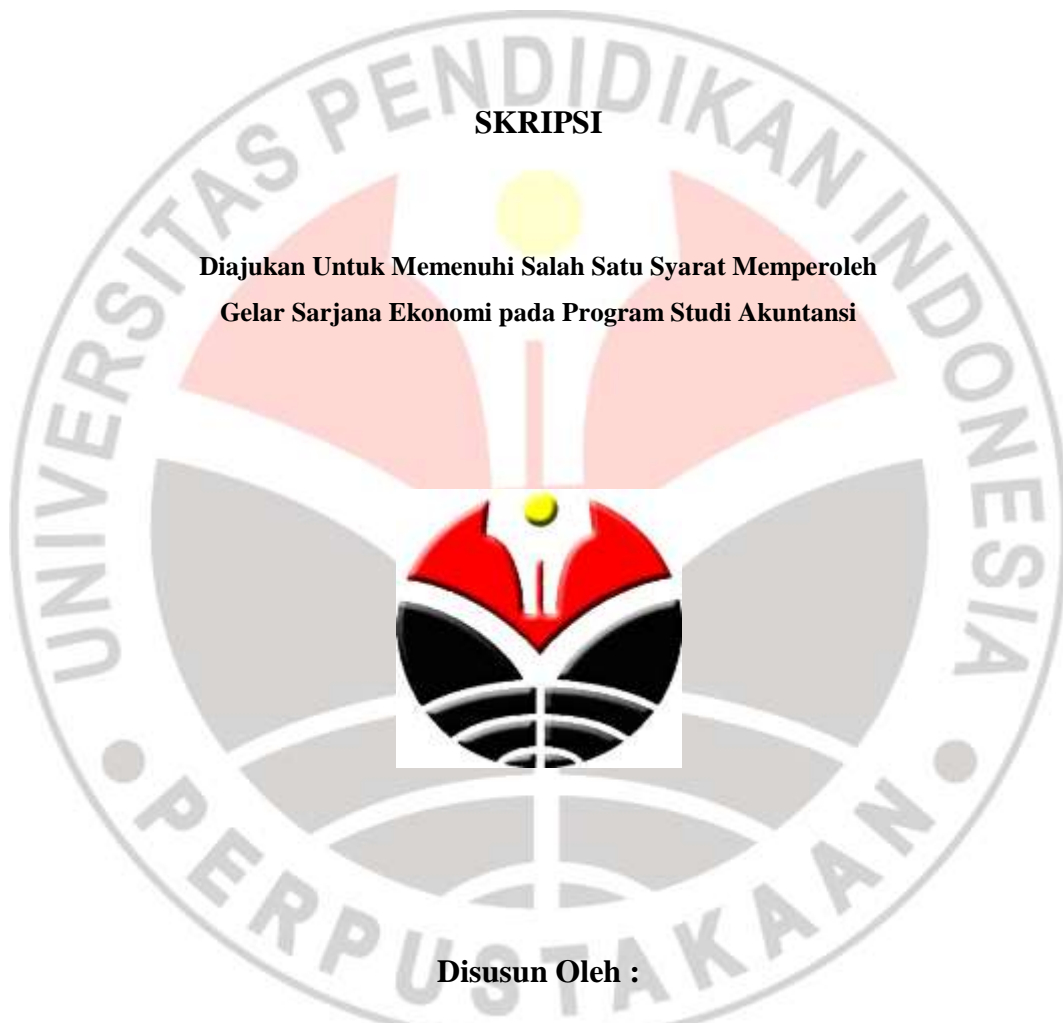 SKRIPSI
Diajukan Untuk Memenuhi Salah Satu Syarat Memperoleh
Gelar Sarjana Ekonomi pada Program Studi Akuntansi
Disusun Oleh :
UNIVERSITAS PENDIDIKAN INDONESIA
PERPUSTAKAAN